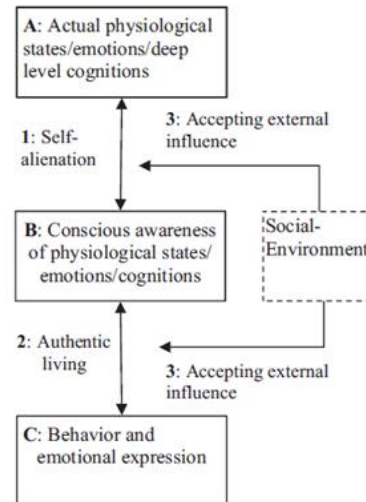 A: Actual physiological
states/emotions/deep
level cognitions
1: Self-
alienation
3: Accepting external
influence
B: Conscious awareness
of physiological states/
emotions/cognitions
Social-
Environment
2: Authentic
living
3: Accepting external
influence
C: Behavior and
emotional expression